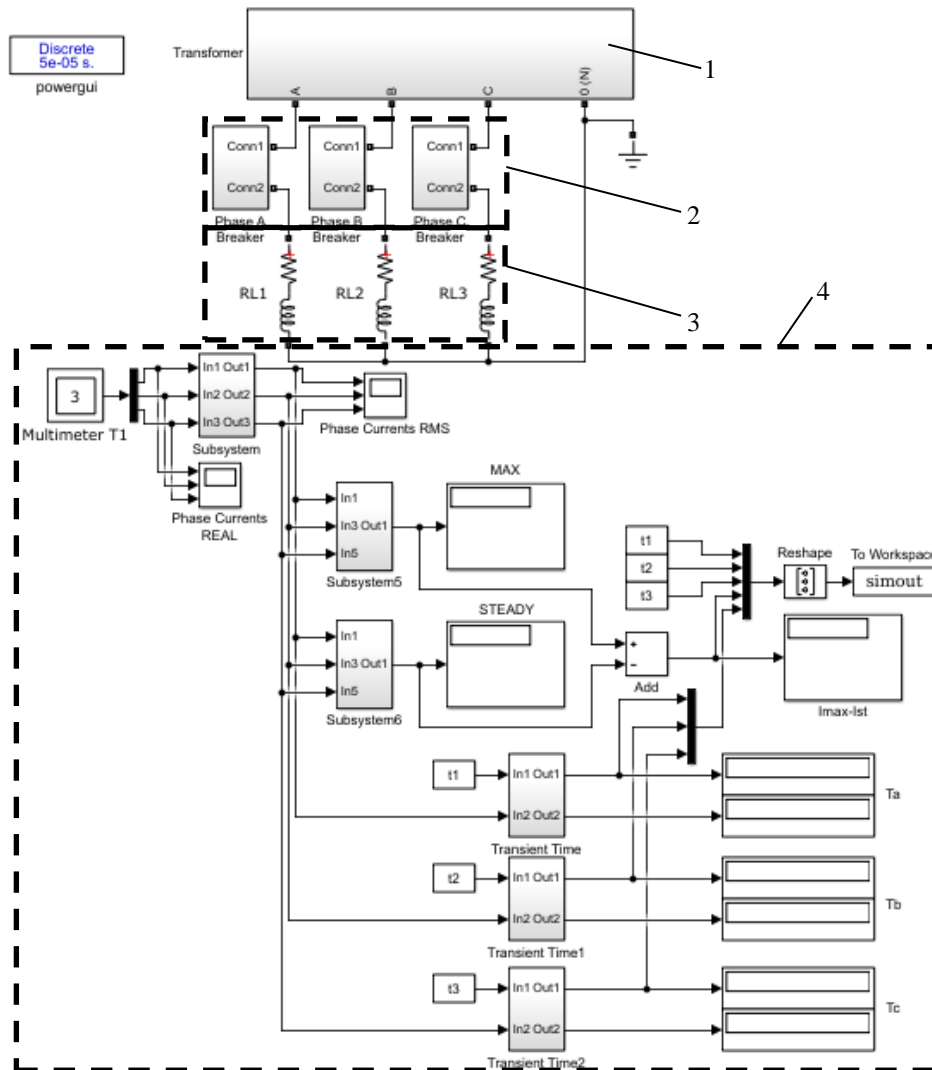 Discrete
5e-05 s.
powergui
Transfomer
A
B
C
0 (N)
1
Conn1
Conn2
Phase A
Breaker
Conn1
Conn2
Phase B
Breaker
Conn1
Conn2
Phase C
Breaker
2
RL1
RL2
RL3
3
4
3
Multimeter T1
In1 Out1
In2 Out2
In3 Out3
Subsystem
Phase Currents RMS
Phase Currents
REAL
In1
In3 Out1
In5
Subsystem5
MAX
In1
In3 Out1
In5
Subsystem6
STEADY
t1
t2
t3
Reshape
To Workspace
simout
+
−
Add
Imax-Ist
t1
In1 Out1
In2 Out2
Transient Time
Ta
t2
In1 Out1
In2 Out2
Transient Time1
Tb
t3
In1 Out1
In2 Out2
Transient Time2
Tc